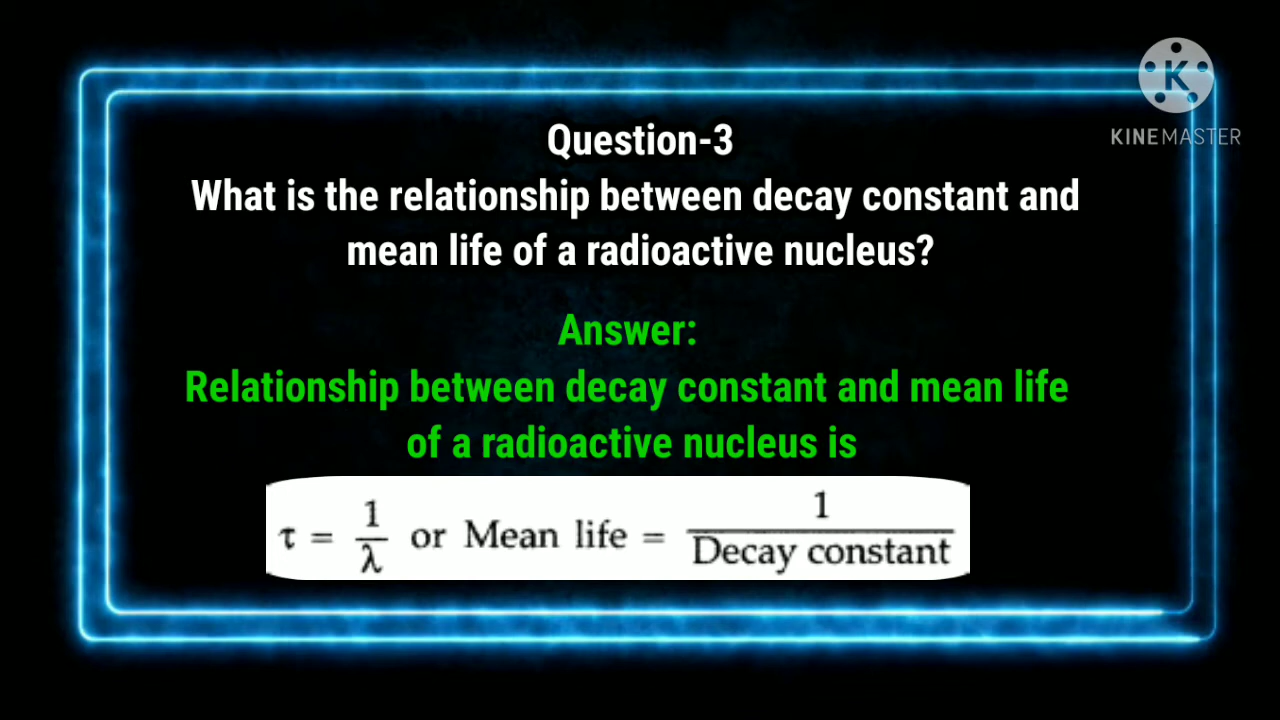 K
KINEMASTER
Question-3
What is the relationship between decay constant and
mean life of a radioactive nucleus?
Answer:
Relationship between decay constant and mean life
of a radioactive nucleus is
τ = 1/λ or Mean life = 1/Decay constant